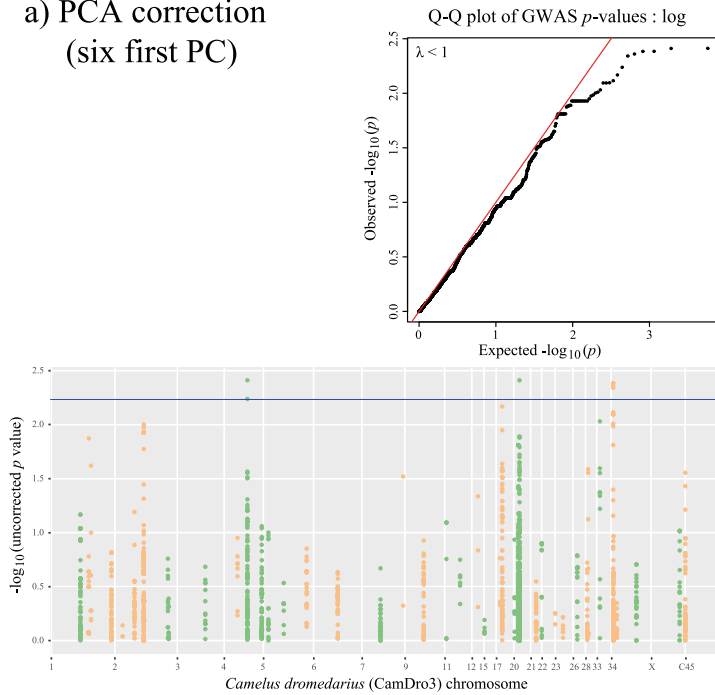 a) PCA correction
(six first PC)
Q-Q plot of GWAS p-values : log
λ < 1
Observed -log10(p)
2.5
2.0
1.5
1.0
0.5
0.0
0 1 2 3
Expected -log10(p)
-log10(uncorrected p value)
2.5
2.0
1.5
1.0
0.5
0.0
1 2 3 4 5 6 7 9 11 12 15 17 20 21 22 23 26 28 33 34 X C45
Camelus dromedarius (CamDro3) chromosome